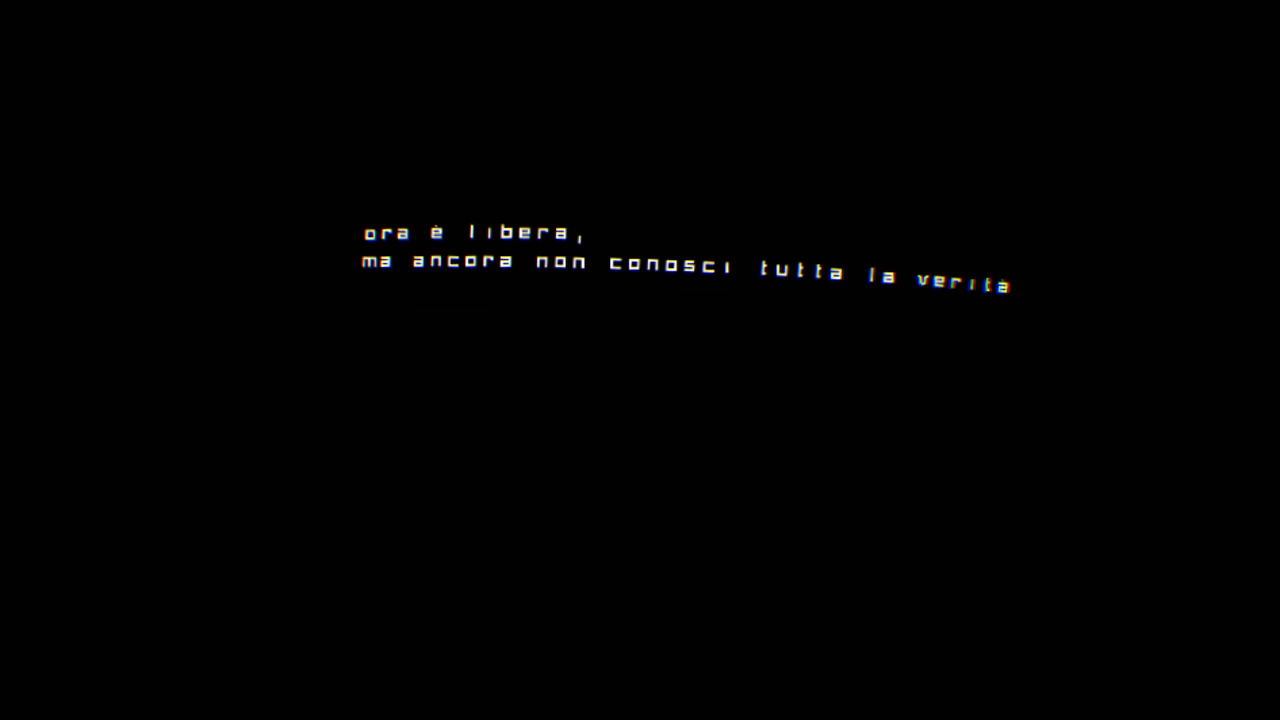 ora è libera,
ma ancora non conosci tutta la verità